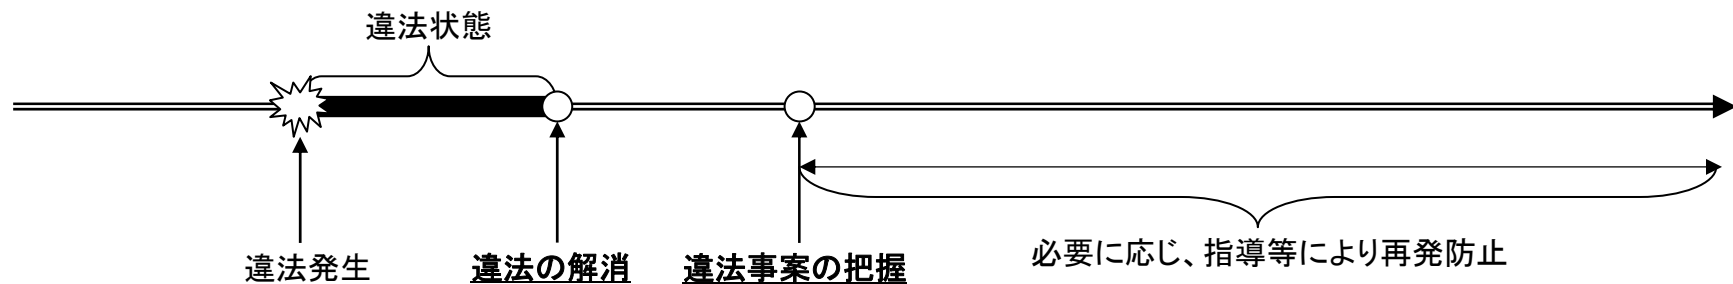 違法状態
違法発生
違法の解消
違法事案の把握
必要に応じ、指導等により再発防止